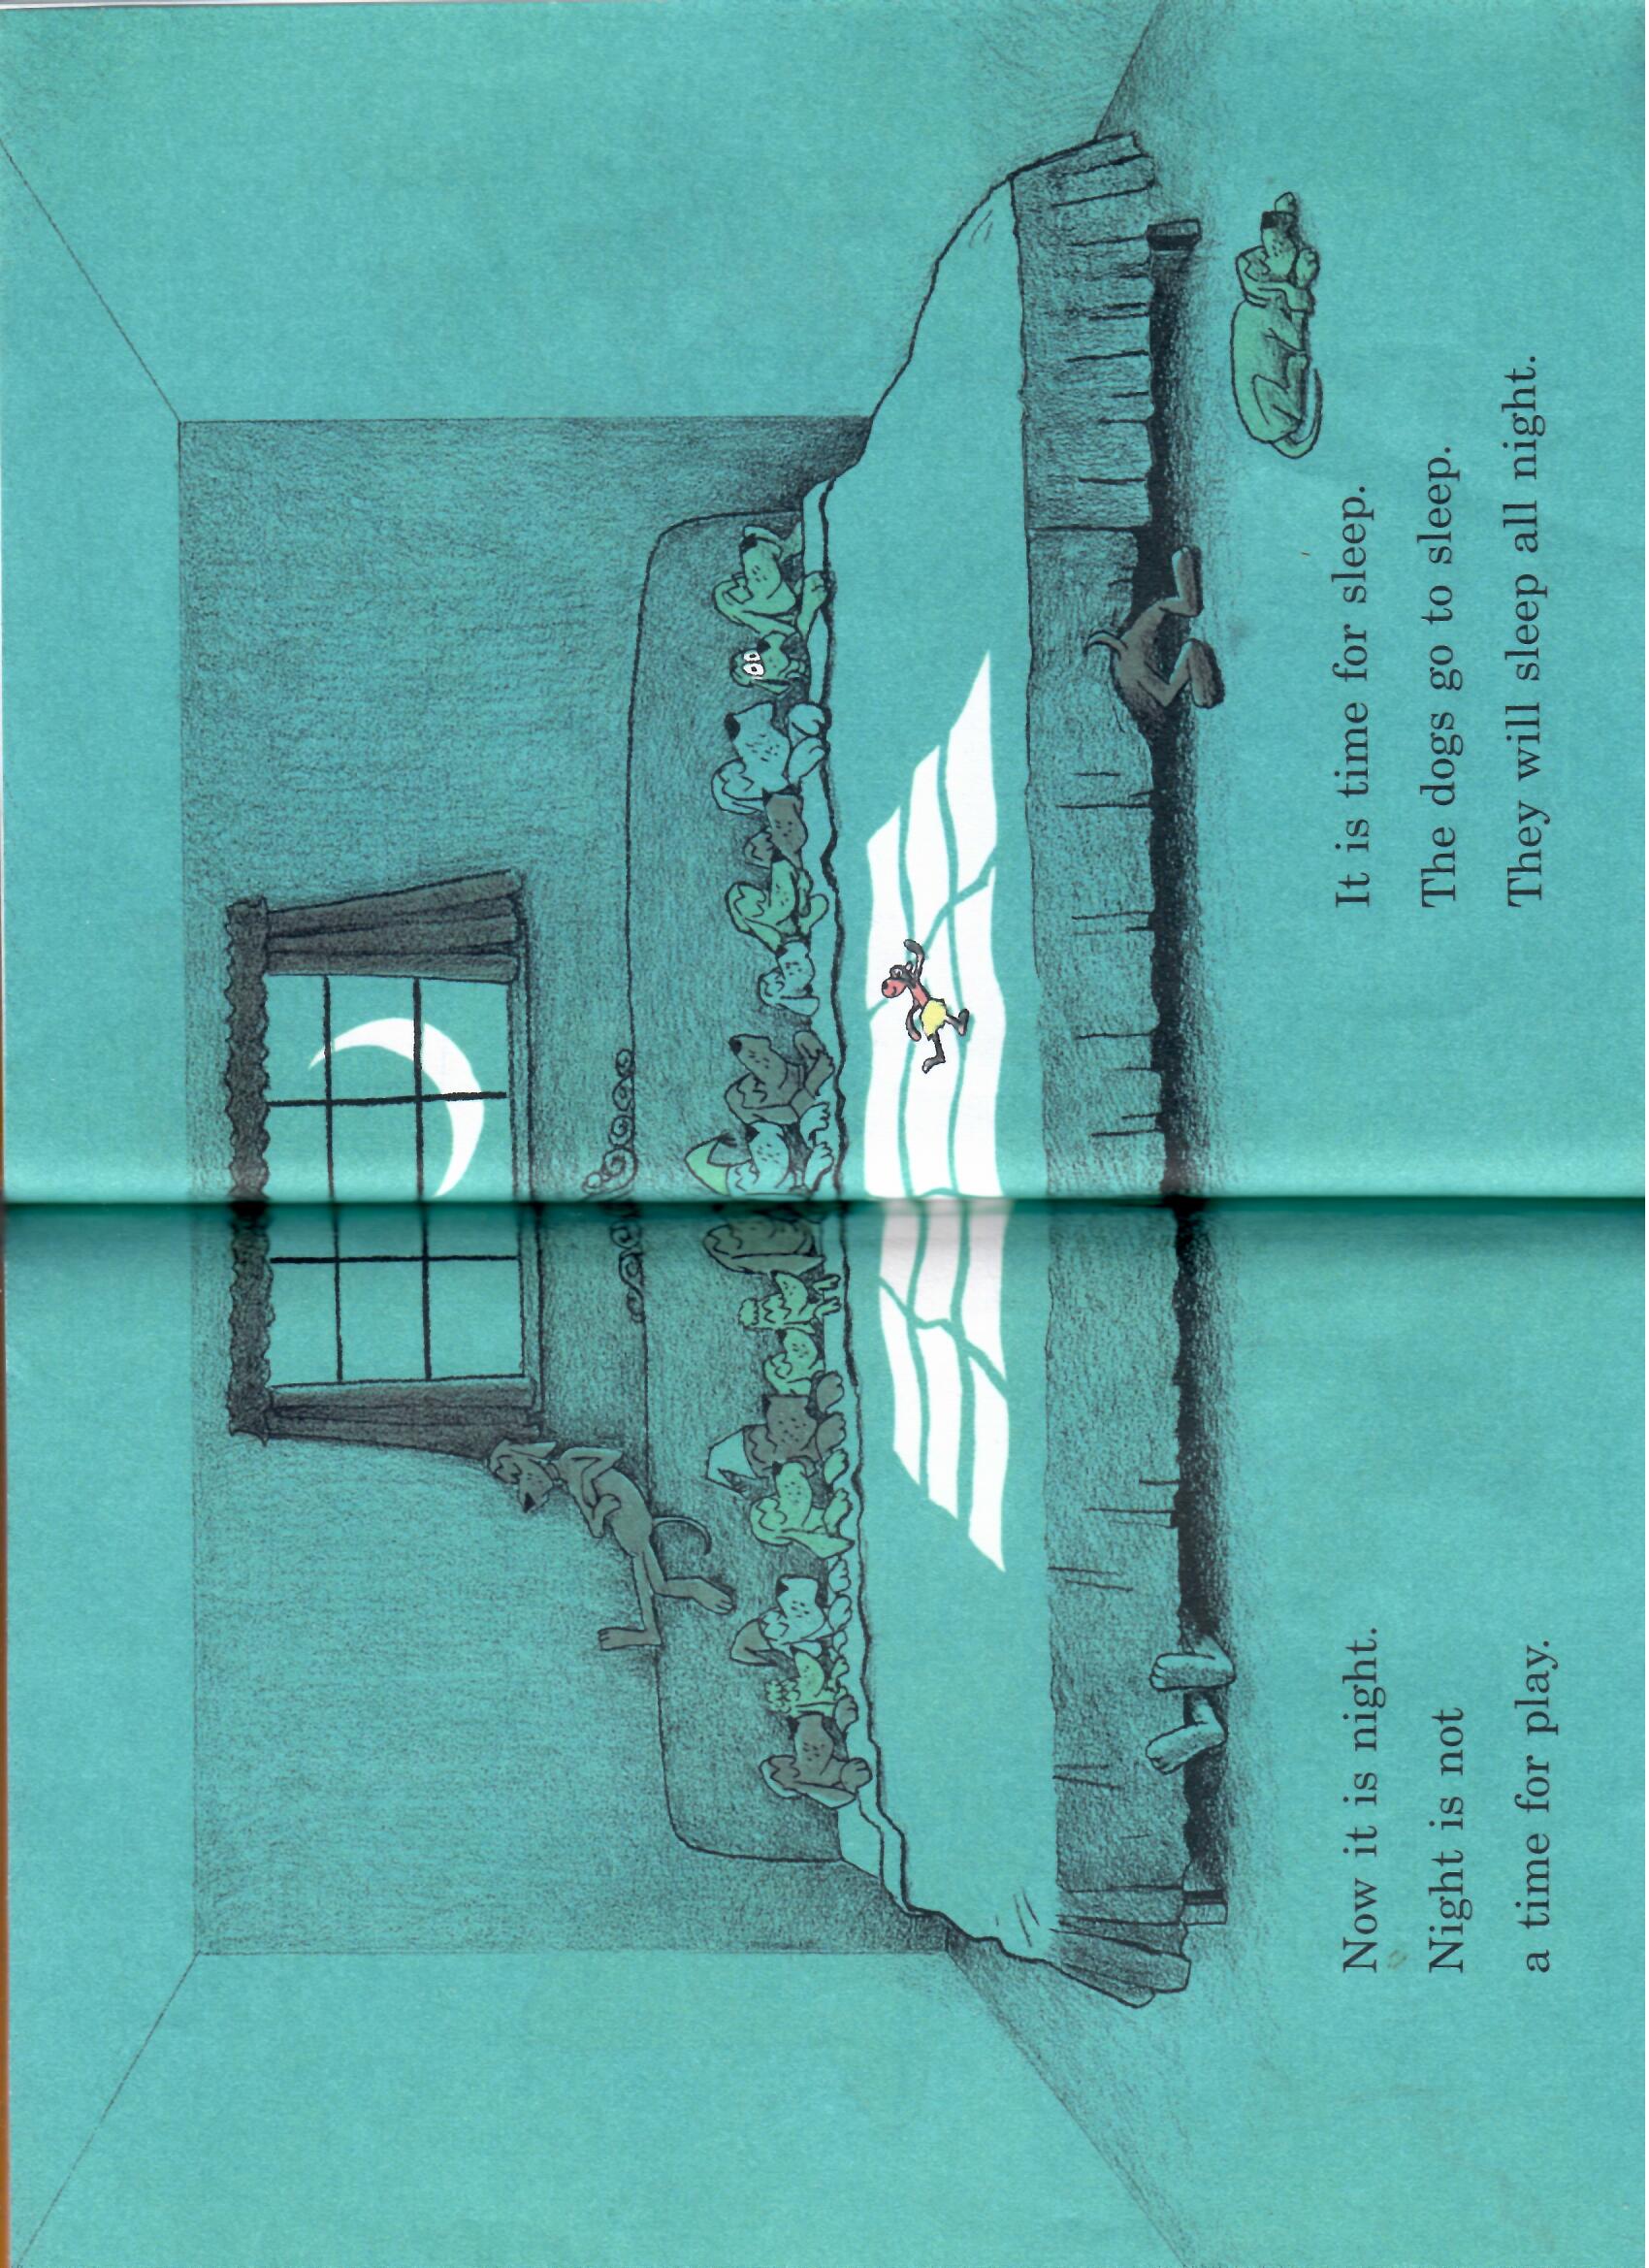 Now it is night.
Night is not
a time for play.
It is time for sleep.
The dogs go to sleep.
They will sleep all night.